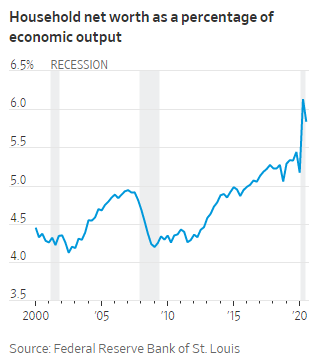 Household net worth as a percentage of
economic output
6.5% RECESSION
6.0
5.5
5.0
4.5
4.0
3.5
2000 '05 '10 '15 '20
Source: Federal Reserve Bank of St. Louis